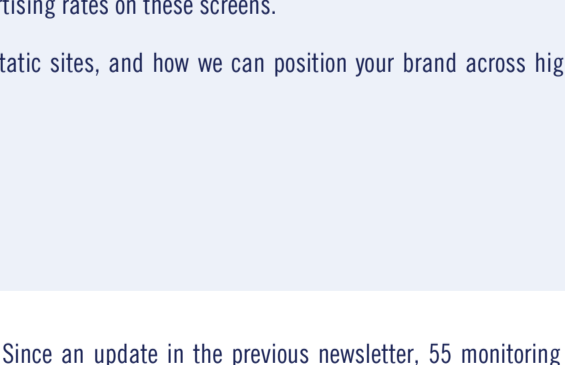 rtising rates on these screens.
tatic sites, and how we can position your brand across hig
Since an update in the previous newsletter, 55 monitoring